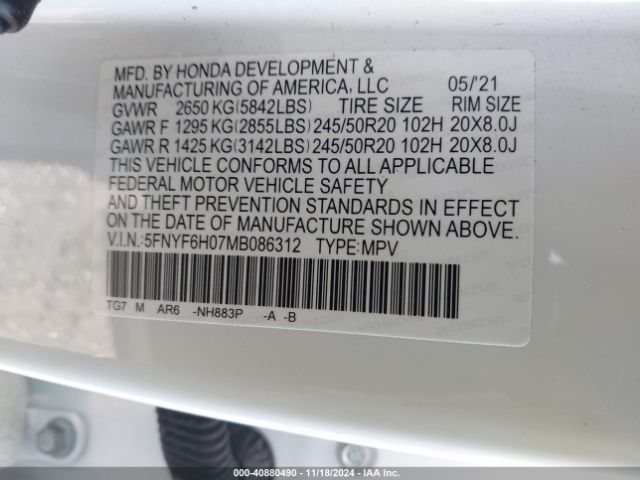 MFD. BY HONDA DEVELOPMENT &
MANUFACTURING OF AMERICA, LLC 05/'21
GVWR 2650 KG(5842LBS) TIRE SIZE RIM SIZE
GAWR F 1295 KG(2855LBS) 245/50R20 102H 20X8.0J
GAWR R 1425 KG(3142LBS) 245/50R20 102H 20X8.0J
THIS VEHICLE CONFORMS TO ALL APPLICABLE
FEDERAL MOTOR VEHICLE SAFETY
AND THEFT PREVENTION STANDARDS IN EFFECT
ON THE DATE OF MANUFACTURE SHOWN ABOVE.
V.I.N.:5FNYF6H07MB086312 TYPE:MPV
TG7 M AR6 -NH883P -A -B
000-40880490 - 11/18/2024 - IAA Inc.